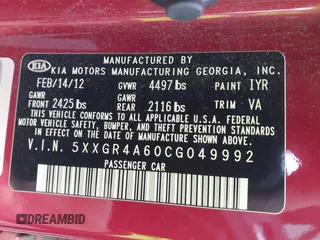 MANUFACTURED BY
KIA KIA MOTORS MANUFACTURING GEORGIA, INC.
FEB/14/12 GVWR 4497 lbs PAINT IYR
GAWR GAWR
FRONT 2425 lbs REAR 2116 lbs TRIM VA
THIS VEHICLE CONFORMS TO ALL APPLICABLE U.S. FEDERAL MOTOR
VEHICLE SAFETY, BUMPER, AND THEFT PREVENTION STANDARDS IN
EFFECT ON THE DATE OF MANUFACTURE SHOWN ABOVE.
V.I.N. 5XXGR4A60CG049992
PASSENGER CAR
© DREAMBID